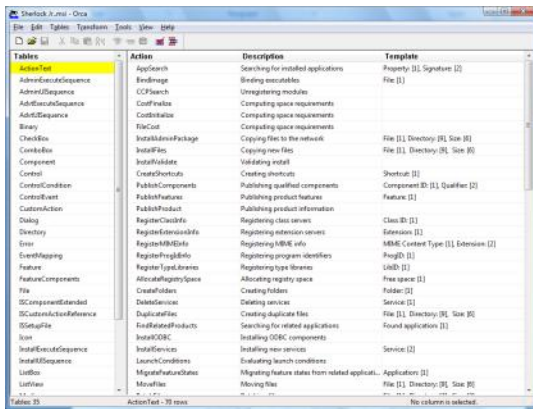 Sherlock Jr.msi - Orca
File Edit Tables Transform Tools View Help
Tables Action Description Template
ActionText AppSearch Searching for installed applications Property: [1], Signature: [2]
AdminExecuteSequence BindImage Binding executables File: [1]
AdminUISequence CCPSearch Unregistering modules
AdvtExecuteSequence CostFinalize Computing space requirements
AdvtUISequence CostInitialize Computing space requirements
Binary FileCost Computing space requirements
CheckBox InstallAdminPackage Copying files to the network File: [1], Directory: [9], Size: [6]
ComboBox InstallFiles Copying new files File: [1], Directory: [9], Size: [6]
Component InstallValidate Validating install
Control CreateShortcuts Creating shortcuts Shortcut: [1]
ControlCondition PublishComponents Publishing qualified components Component ID: [1], Qualifier: [2]
ControlEvent PublishFeatures Publishing product features Feature: [1]
CustomAction PublishProduct Publishing product information
Dialog RegisterClassInfo Registering class servers Class ID: [1]
Directory RegisterExtensionInfo Registering extension servers Extension: [1]
Error RegisterMIMEInfo Registering MIME info MIME Content Type: [1], Extension: [2]
EventMapping RegisterProgIdInfo Registering program identifiers ProgID: [1]
Feature RegisterTypeLibraries Registering type libraries LibID: [1]
FeatureComponents AllocateRegistrySpace Allocating registry space Free space: [1]
File CreateFolders Creating folders Folder: [1]
ISComponentExtended DeleteServices Deleting services Service: [1]
ISCustomActionReference DuplicateFiles Creating duplicate files File: [1], Directory: [9], Size: [6]
ISSetupFile FindRelatedProducts Searching for related applications Found application: [1]
Icon InstallODBC Installing ODBC components
InstallExecuteSequence InstallServices Installing new services Service: [2]
InstallUISequence LaunchConditions Evaluating launch conditions
ListBox MigrateFeatureStates Migrating feature states from related applicati... Application: [1]
ListView MoveFiles Moving files File: [1], Directory: [9], Size: [6]
Tables: 35 ActionText - 70 rows No column is selected.